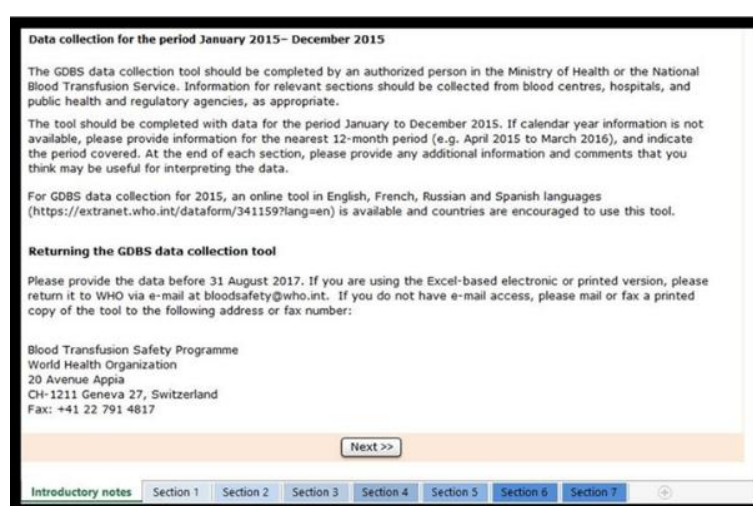 Data collection for the period January 2015– December 2015
The GDBS data collection tool should be completed by an authorized person in the Ministry of Health or the National
Blood Transfusion Service. Information for relevant sections should be collected from blood centres, hospitals, and
public health and regulatory agencies, as appropriate.
The tool should be completed with data for the period January to December 2015. If calendar year information is not
available, please provide information for the nearest 12-month period (e.g. April 2015 to March 2016), and indicate
the period covered. At the end of each section, please provide any additional information and comments that you
think may be useful for interpreting the data.
For GDBS data collection for 2015, an online tool in English, French, Russian and Spanish languages
(https://extranet.who.int/dataform/341159?lang=en) is available and countries are encouraged to use this tool.
Returning the GDBS data collection tool
Please provide the data before 31 August 2017. If you are using the Excel-based electronic or printed version, please
return it to WHO via e-mail at bloodsafety@who.int. If you do not have e-mail access, please mail or fax a printed
copy of the tool to the following address or fax number:
Blood Transfusion Safety Programme
World Health Organization
20 Avenue Appia
CH-1211 Geneva 27, Switzerland
Fax: +41 22 791 4817
Next >>
Introductory notes Section 1 Section 2 Section 3 Section 4 Section 5 Section 6 Section 7